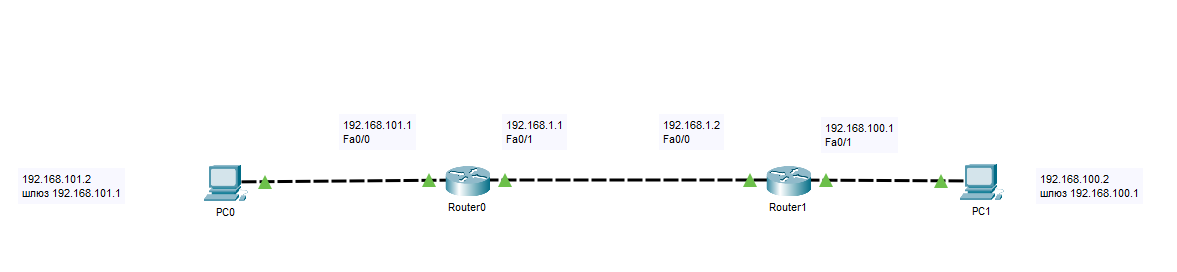 192.168.101.2
шлюз 192.168.101.1
PC0
192.168.101.1
Fa0/0
Router0
192.168.1.1
Fa0/1
192.168.1.2
Fa0/0
Router1
192.168.100.1
Fa0/1
PC1
192.168.100.2
шлюз 192.168.100.1